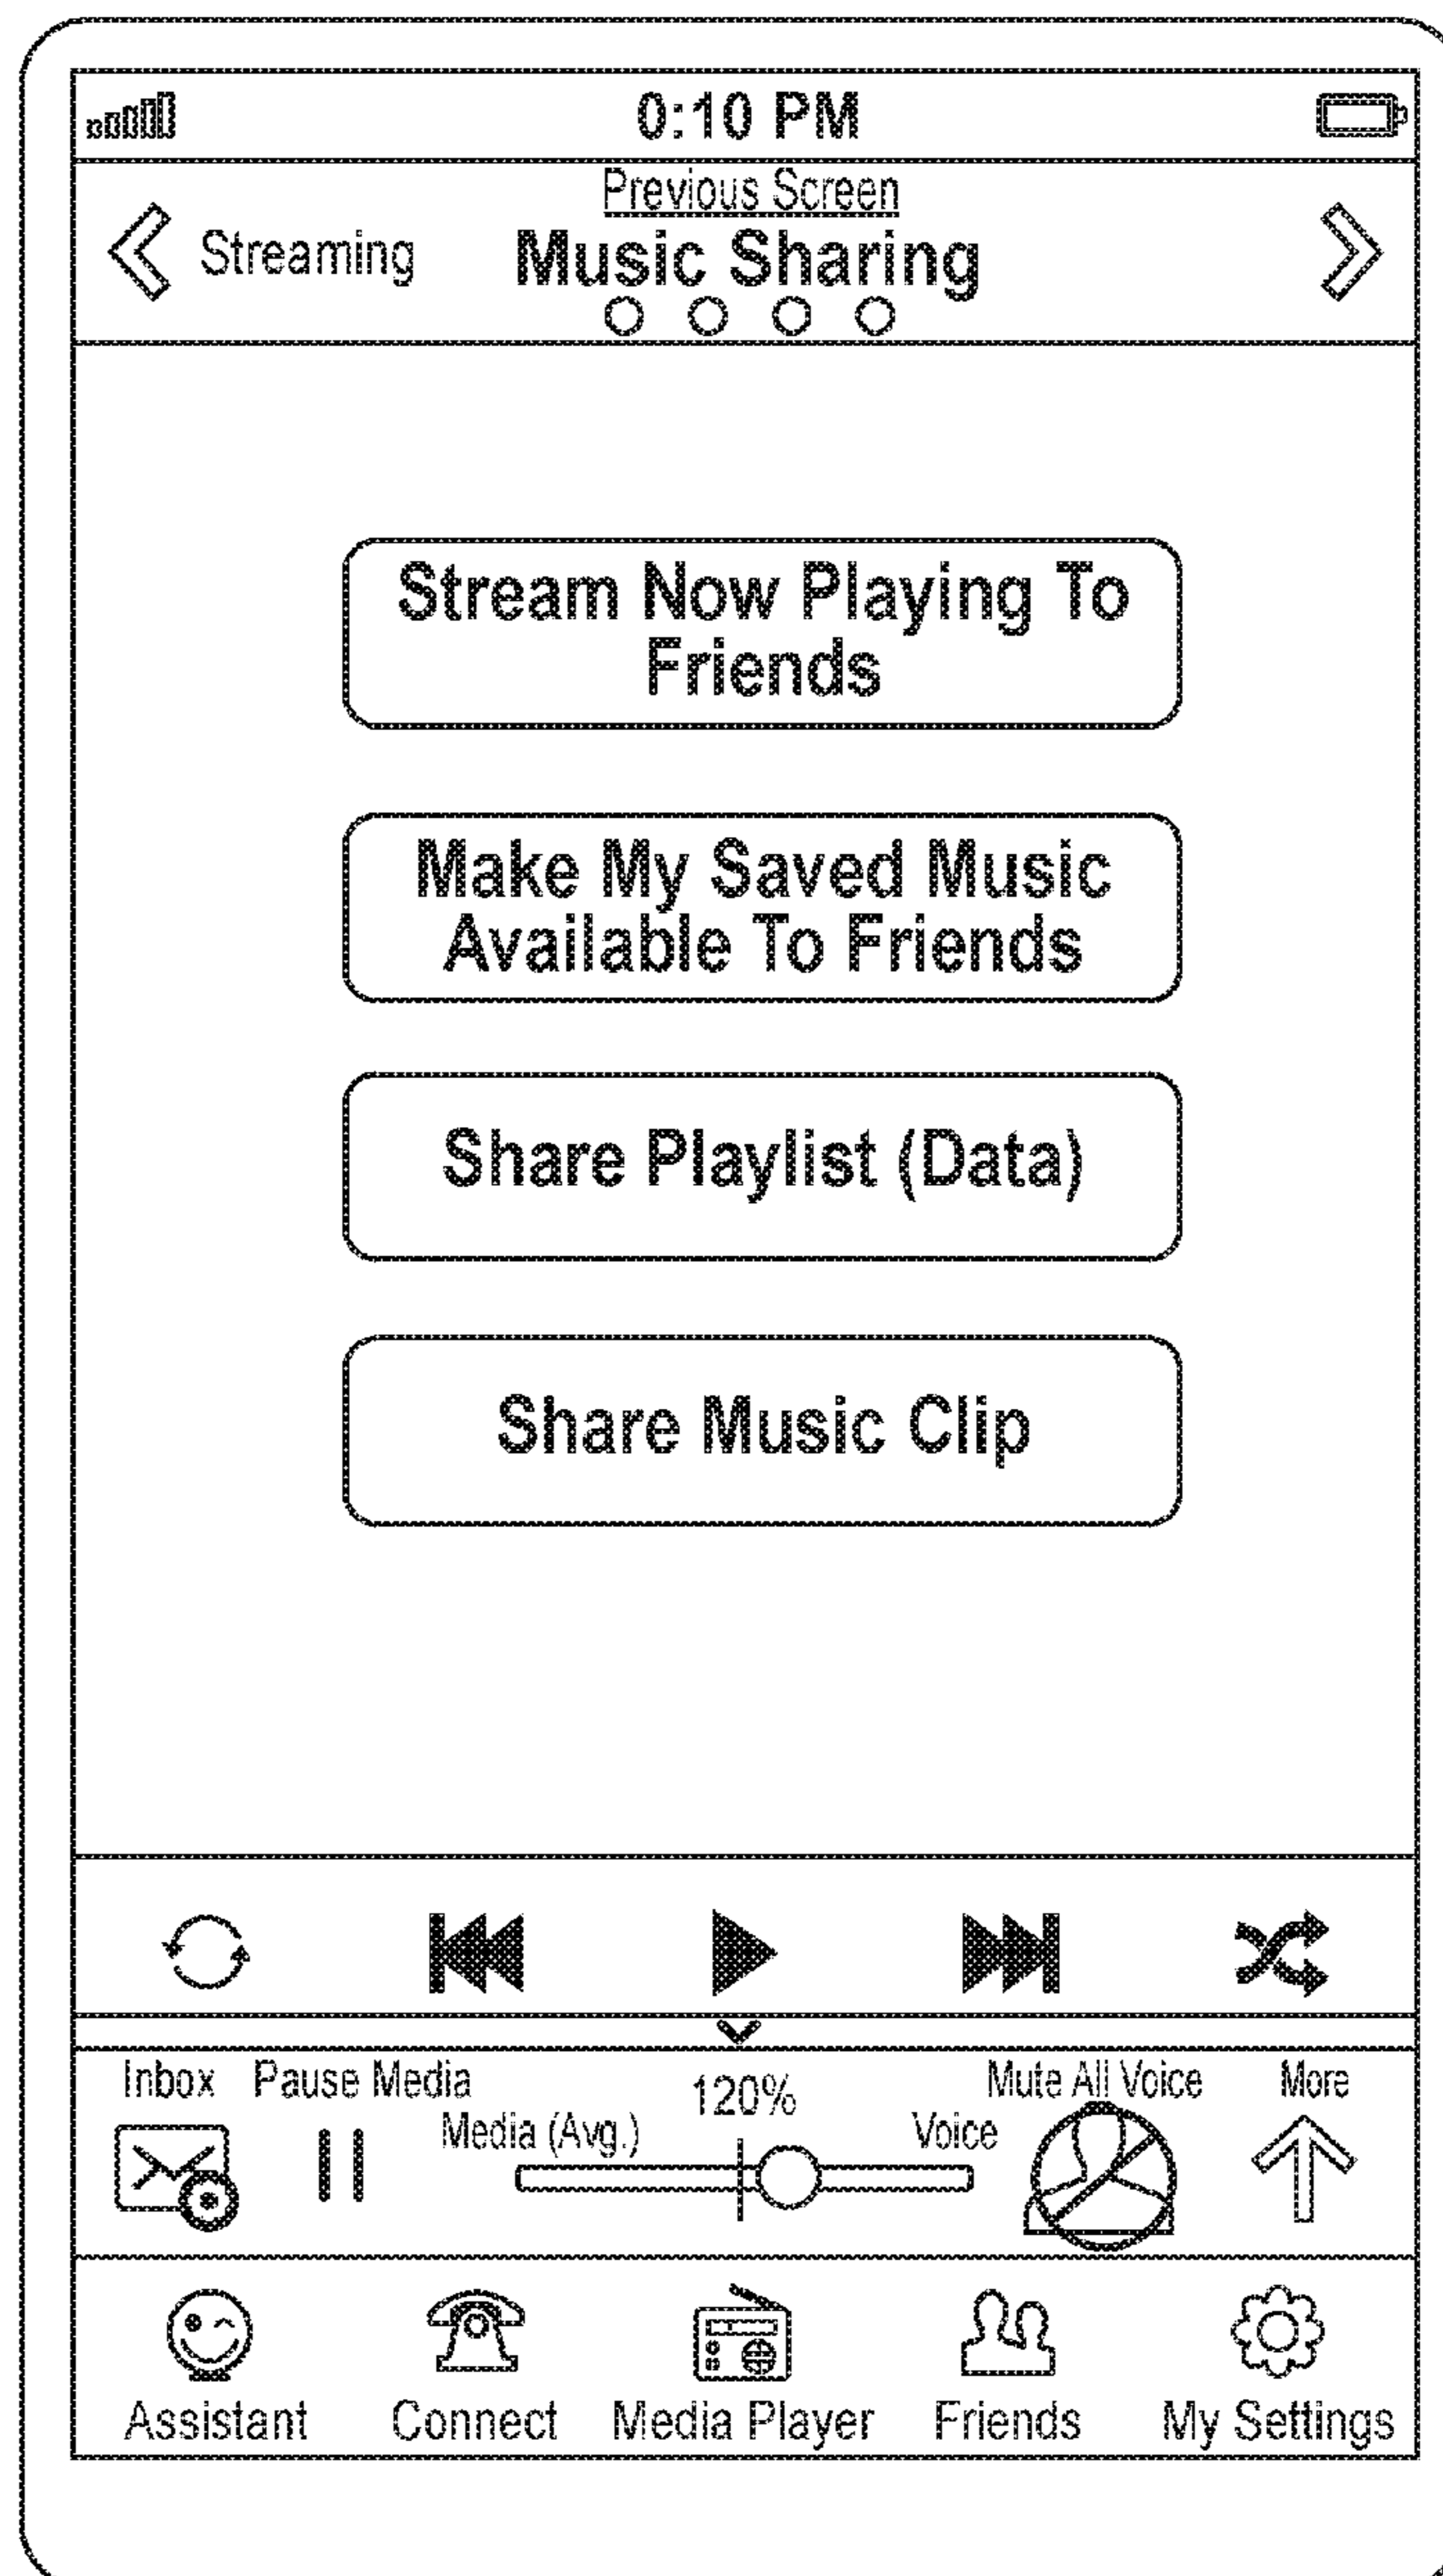 0:10 PM
Previous Screen
Streaming
Music Sharing
Stream Now Playing To
Friends
Make My Saved Music
Available To Friends
Share Playlist (Data)
Share Music Clip
Inbox
Pause Media
120%
Mute All Voice
More
Media (Avg.)
Voice
Assistant
Connect
Media Player
Friends
My Settings